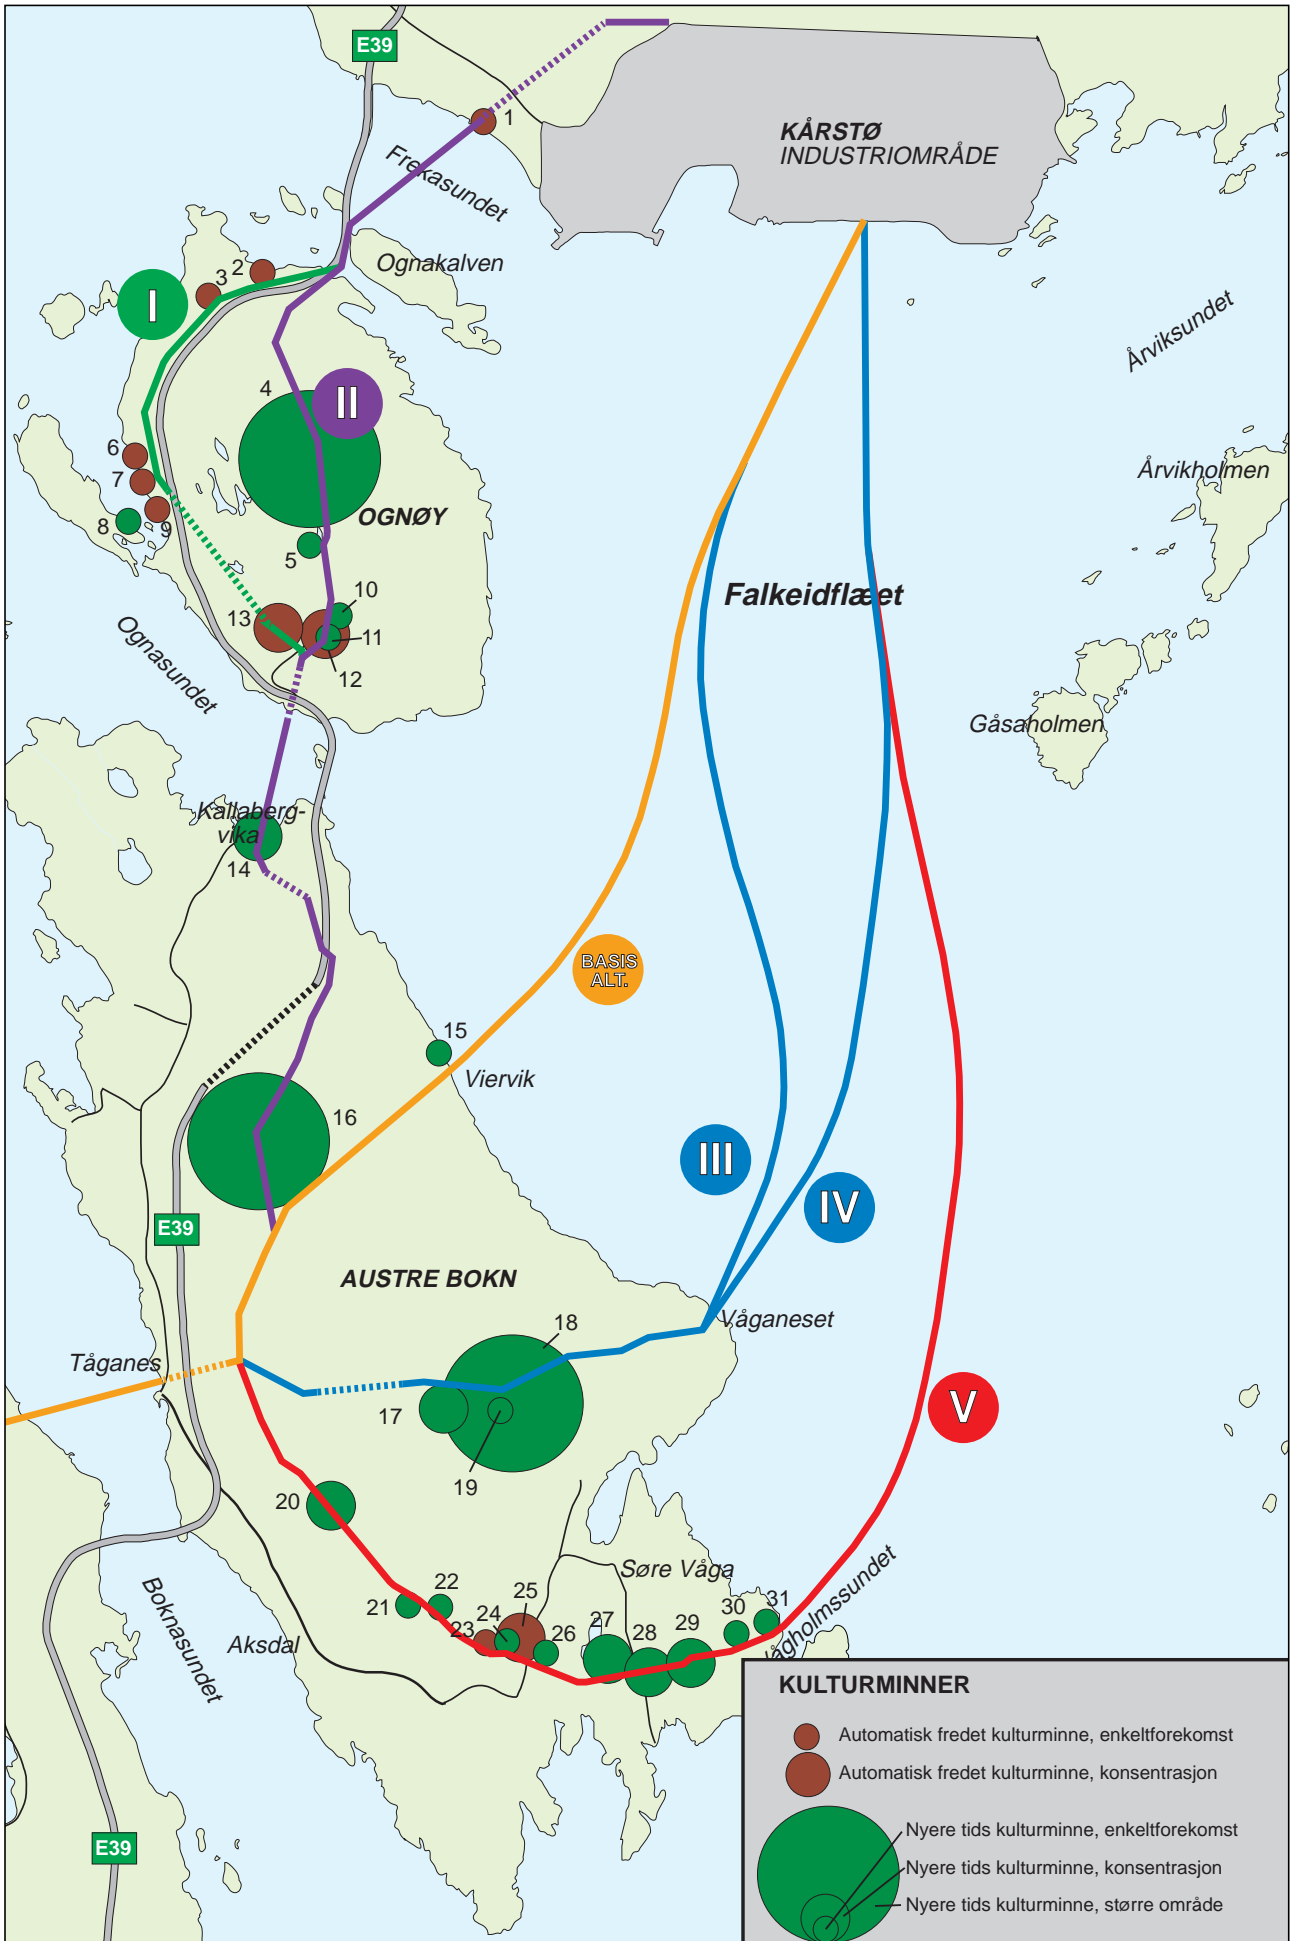 E39
1
KÅRSTØ
INDUSTRIOMRÅDE
Frekasundet
Ognakalven
2
3
I
Årviksundet
4
II
6
7
8
9
OGNØY
5
Årvikholmen
Falkeidflæet
10
13
11
12
Ognasundet
Gåsaholmen
Kallaberg-
vika
14
BASIS
ALT.
15
Viervik
16
III
IV
E39
AUSTRE BOKN
18
Våganeset
Tåganes
17
V
19
20
Søre Våga
21
22
23
24
25
26
27
28
29
30
31
Boknasundet
Aksdal
KULTURMINNER
Automatisk fredet kulturminne, enkeltforekomst
Automatisk fredet kulturminne, konsentrasjon
Nyere tids kulturminne, enkeltforekomst
Nyere tids kulturminne, konsentrasjon
Nyere tids kulturminne, større område
E39